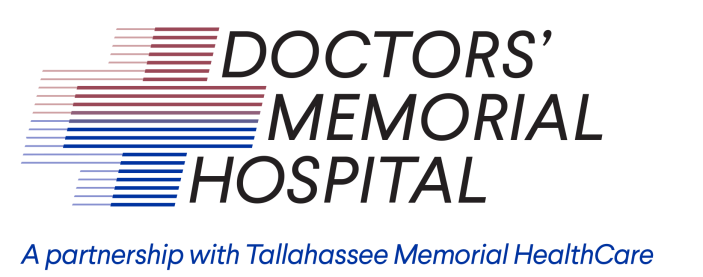 DOCTORS’
MEMORIAL
HOSPITAL
A partnership with Tallahassee Memorial HealthCare